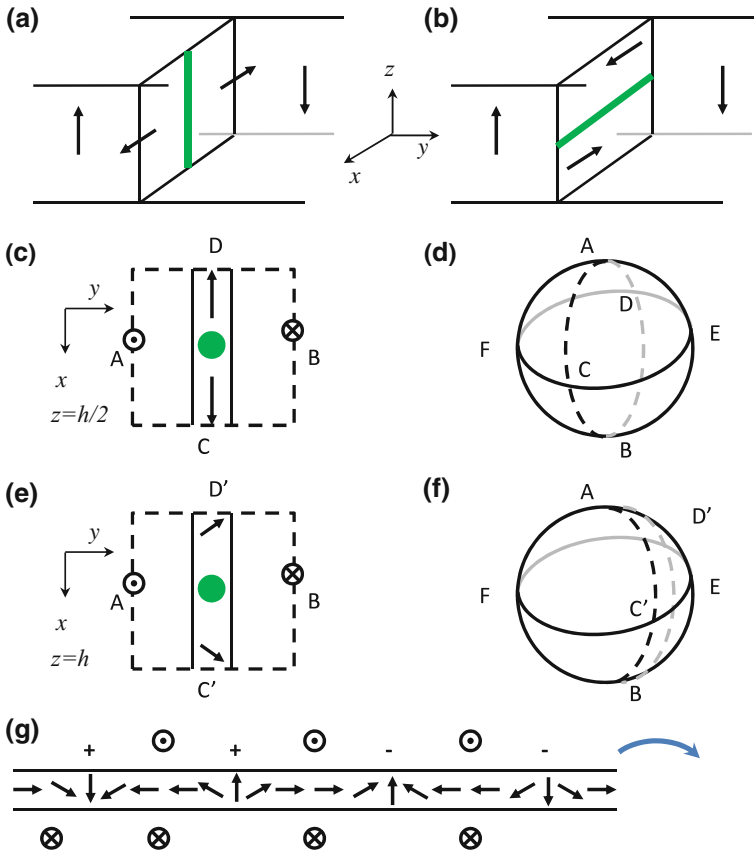 (a)
(b)
z
y
x
(c)
D
y
A
B
x
z=h/2
C
(d)
A
D
F
E
C
B
(e)
D'
y
A
B
x
z=h
C'
(f)
A
D'
F
E
C'
B
(g)
+ + - -